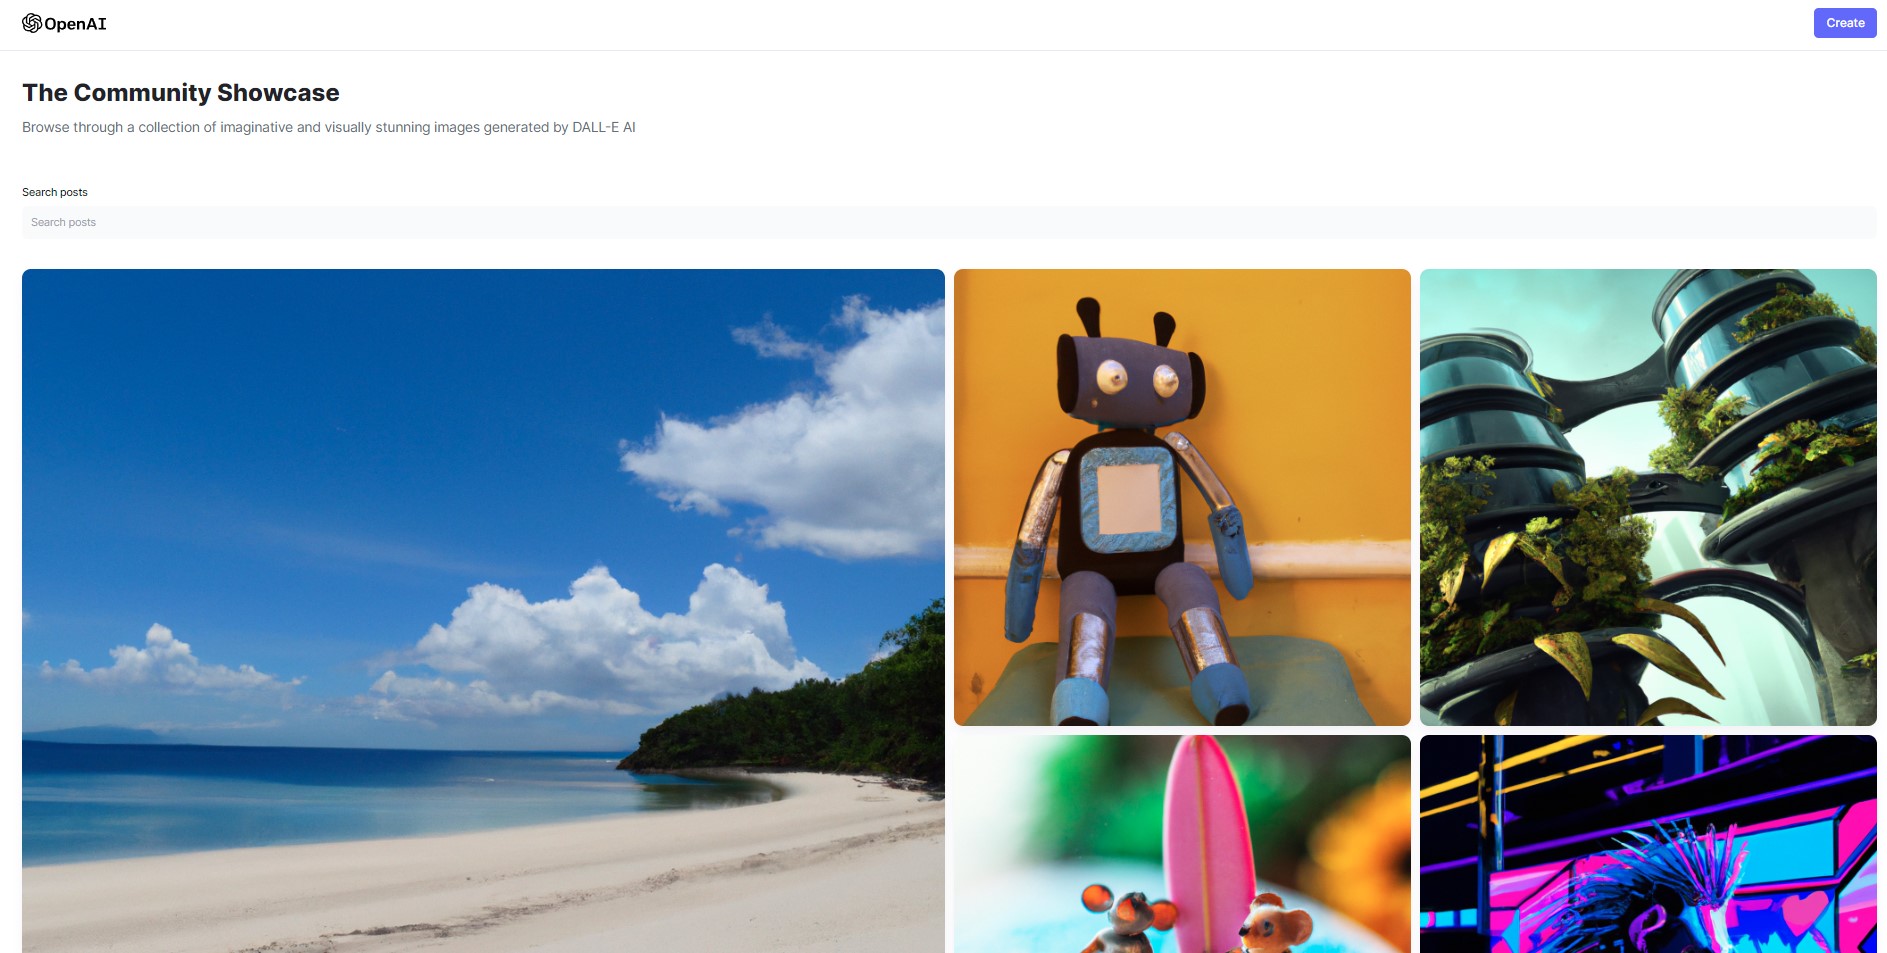 OpenAI
Create
The Community Showcase
Browse through a collection of imaginative and visually stunning images generated by DALL-E AI
Search posts
Search posts